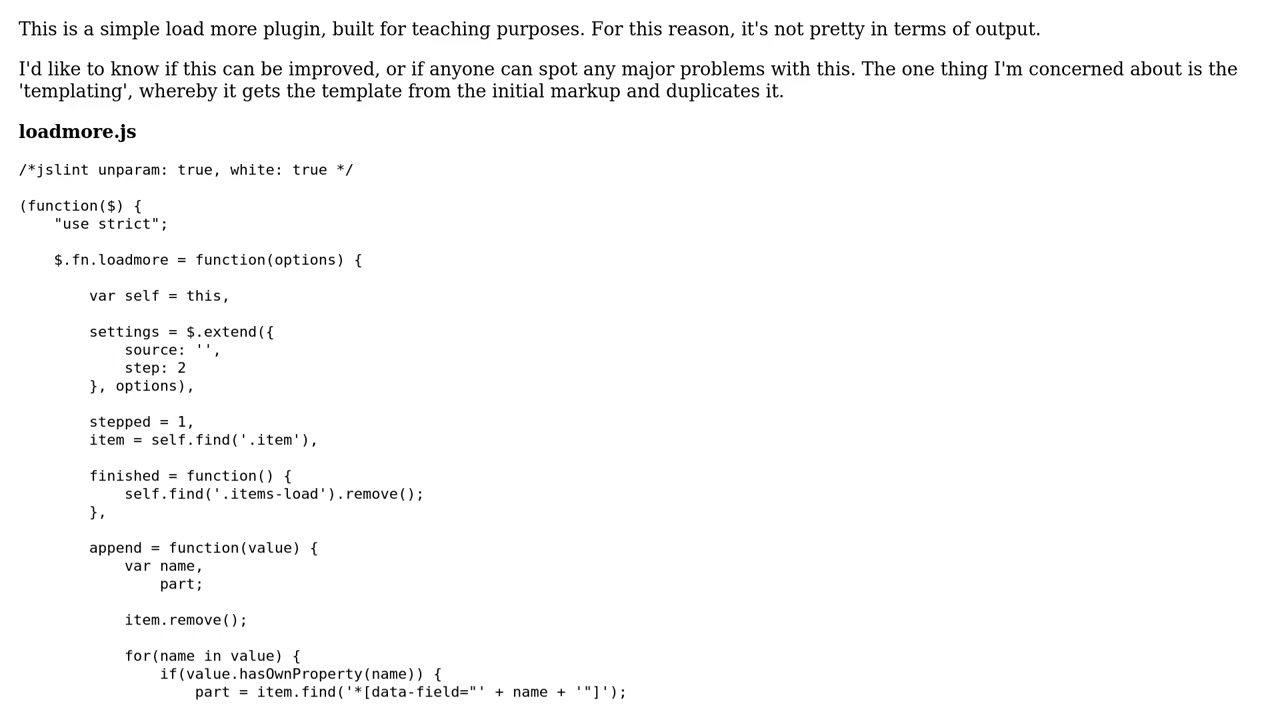 This is a simple load more plugin, built for teaching purposes. For this reason, it's not pretty in terms of output.
I'd like to know if this can be improved, or if anyone can spot any major problems with this. The one thing I'm concerned about is the
'templating', whereby it gets the template from the initial markup and duplicates it.
loadmore.js
/*jslint unparam: true, white: true */
(function($) {
    "use strict";
    $.fn.loadmore = function(options) {
        var self = this,
        settings = $.extend({
            source: '',
            step: 2
        }, options),
        stepped = 1,
        item = self.find('.item'),
        finished = function() {
            self.find('.items-load').remove();
        },
        append = function(value) {
            var name,
                part;
            item.remove();
            for(name in value) {
                if(value.hasOwnProperty(name)) {
                    part = item.find('*[data-field="' + name + '"]');